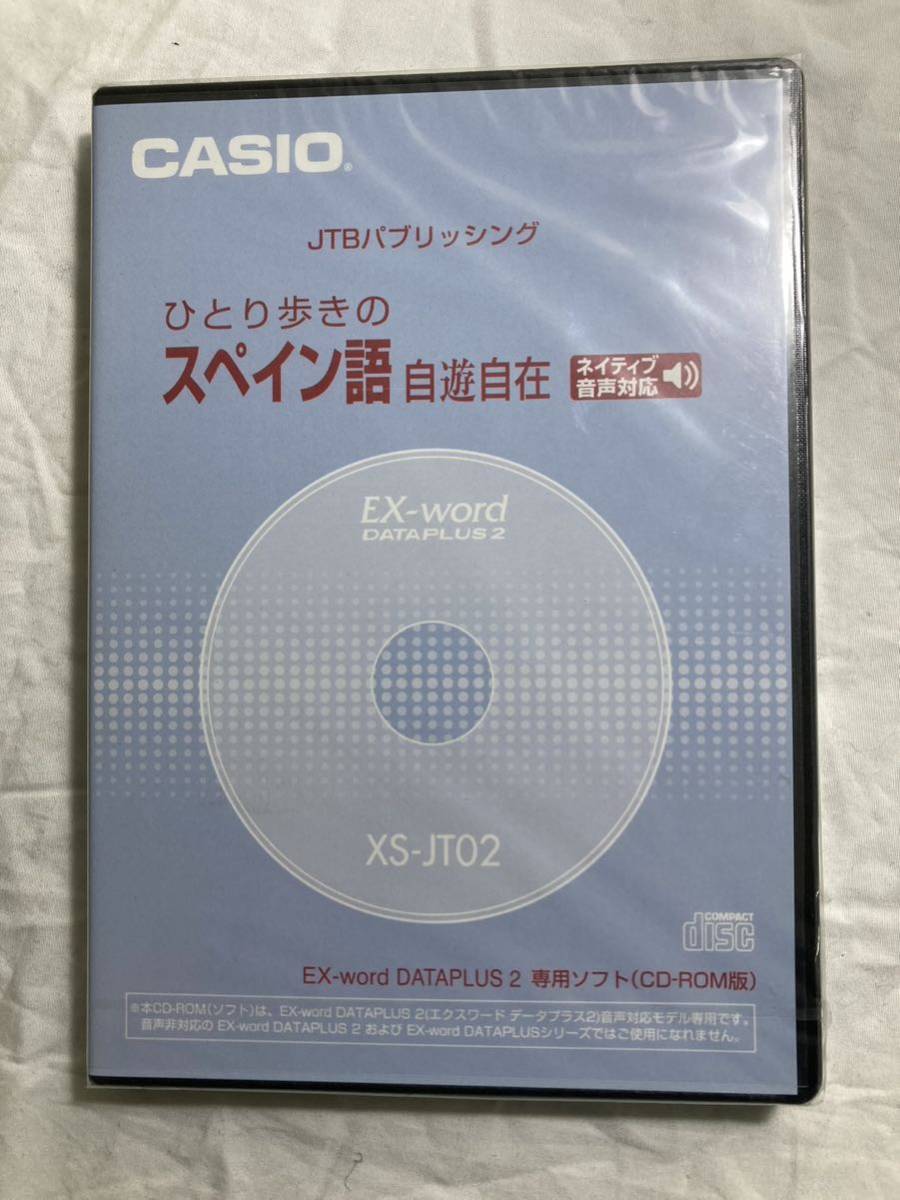 CASIO®
JTBパブリッシング
ひとり歩きの
スペイン語 自遊自在 ネイティブ音声対応
EX-word
DATAPLUS 2
XS-JT02
COMPACT
disc
EX-word DATAPLUS 2 専用ソフト(CD-ROM版)
※本CD-ROM(ソフト)は、EX-word DATAPLUS 2(エクスワード データプラス2)音声対応モデル専用です。
音声非対応の EX-word DATAPLUS 2 および EX-word DATAPLUSシリーズではご使用になれません。